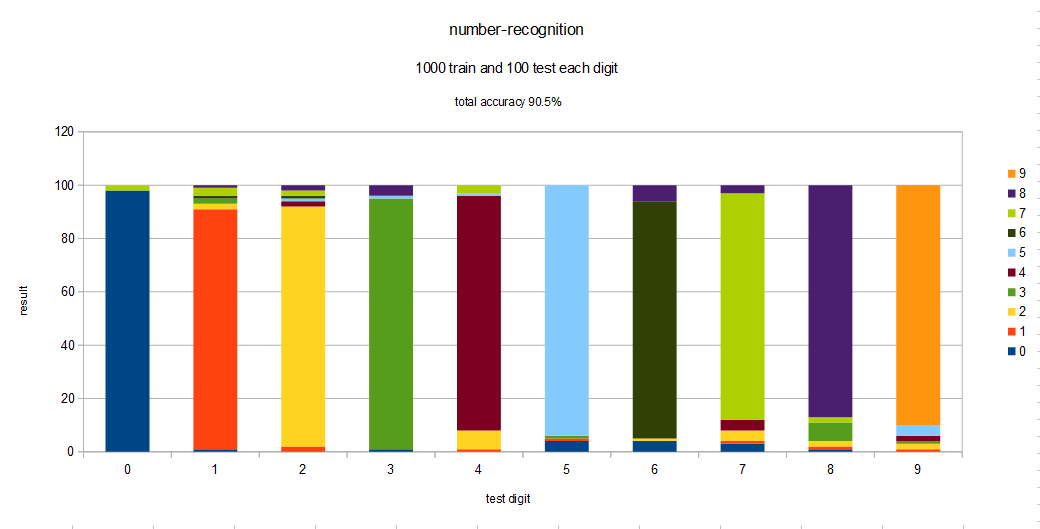 number-recognition
1000 train and 100 test each digit
total accuracy 90.5%
120
100
80
60
40
20
0
result
0 1 2 3 4 5 6 7 8 9
test digit
9
8
7
6
5
4
3
2
1
0